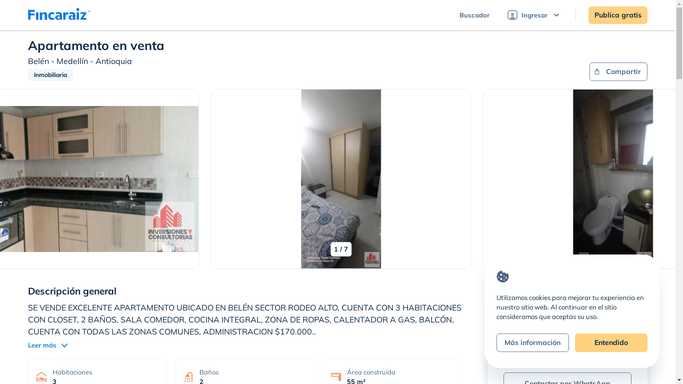 Fincaraiz
Buscador
Ingresar
Publica gratis
Apartamento en venta
Belén - Medellín - Antioquia
Inmobiliaria
Compartir
INVERSIONES Y
CONSULTORIAS
1 / 7
Descripción general
SE VENDE EXCELENTE APARTAMENTO UBICADO EN BELÉN SECTOR RODEO ALTO, CUENTA CON 3 HABITACIONES
CON CLOSET, 2 BAÑOS, SALA COMEDOR, COCINA INTEGRAL, ZONA DE ROPAS, CALENTADOR A GAS, BALCÓN,
CUENTA CON TODAS LAS ZONAS COMUNES, ADMINISTRACION $170.000...
Leer más
Habitaciones
3
Baños
2
Área construida
55 m²
Utilizamos cookies para mejorar tu experiencia en
nuestro sitio web. Al continuar en el sitio
consideramos que aceptas su uso.
Más información
Entendido
Contactar por WhatsApp